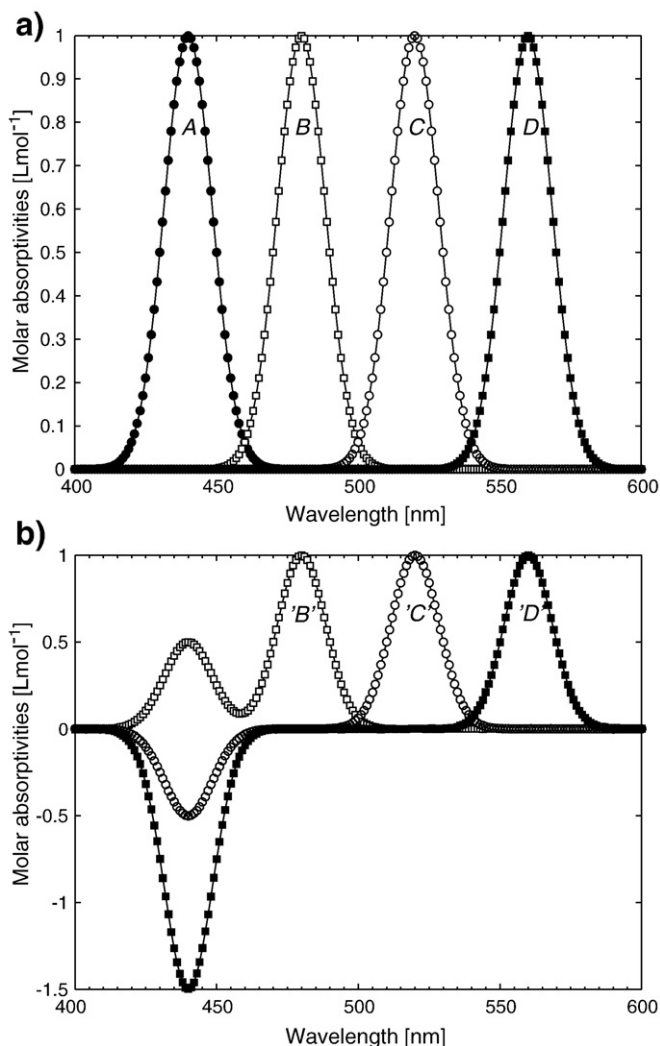 a)
1
0.9
0.8
0.7
0.6
0.5
0.4
0.3
0.2
0.1
0
A
B
C
D
Molar absorptivities [Lmol⁻¹]
400
450
500
550
600
Wavelength [nm]
b)
1
0.5
0
-0.5
-1
-1.5
'B'
'C'
'D'
Molar absorptivities [Lmol⁻¹]
400
450
500
550
600
Wavelength [nm]